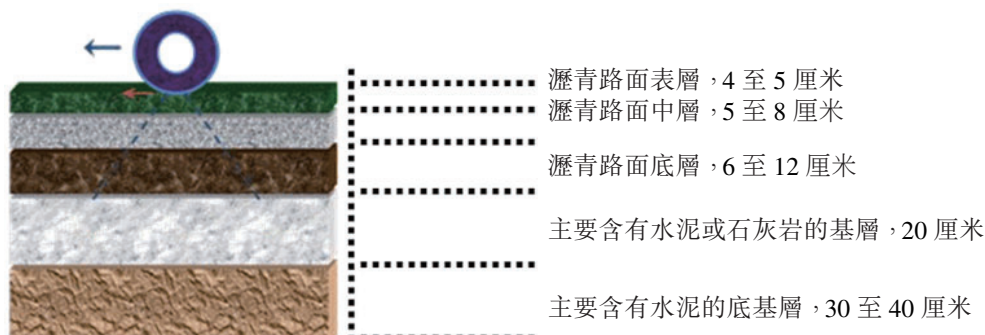 瀝青路面表層，4 至 5 厘米
瀝青路面中層，5 至 8 厘米
瀝青路面底層，6 至 12 厘米
主要含有水泥或石灰岩的基層，20 厘米
主要含有水泥的底基層，30 至 40 厘米